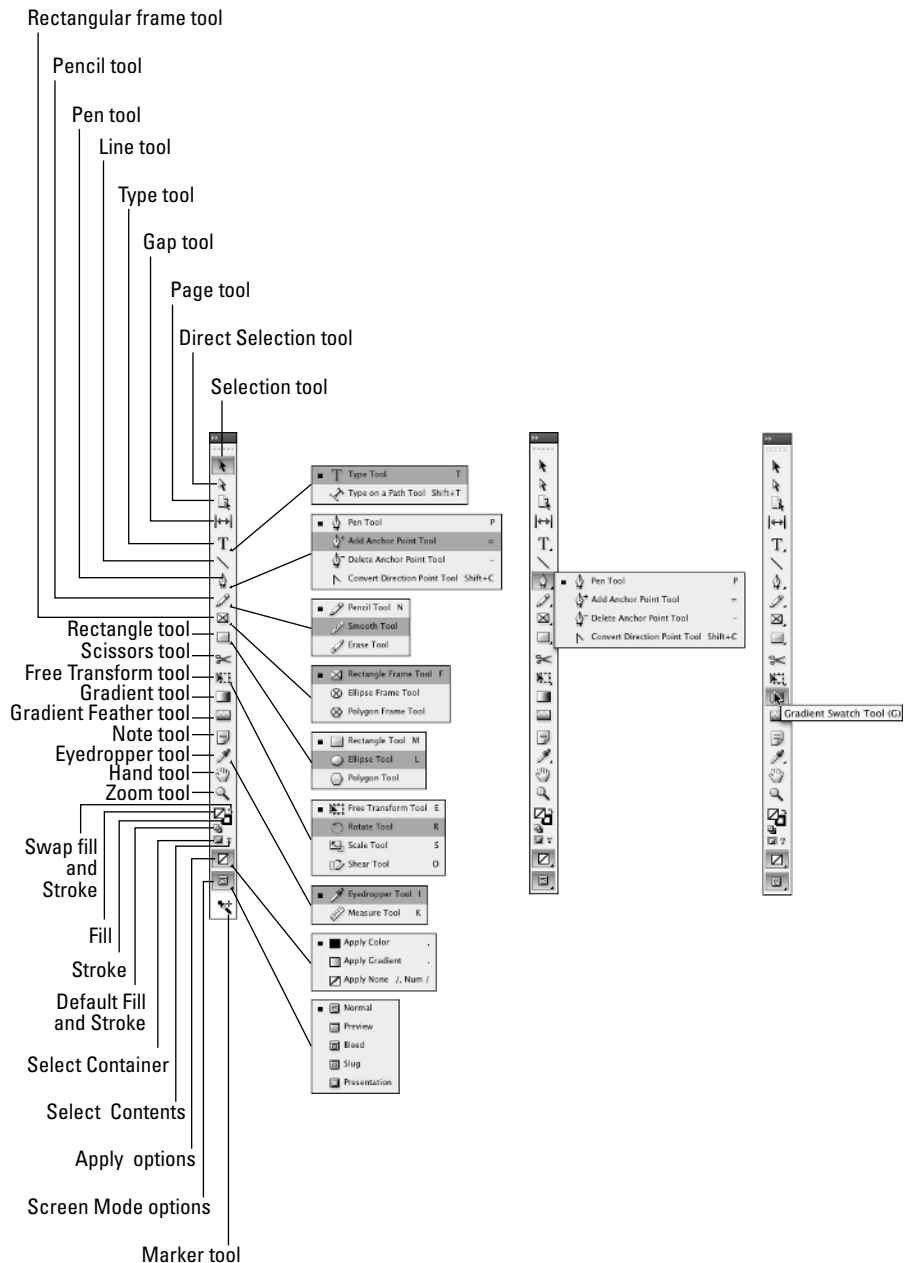 Rectangular frame tool
Pencil tool
Pen tool
Line tool
Type tool
Gap tool
Page tool
Direct Selection tool
Selection tool
Rectangle tool
Scissors tool
Free Transform tool
Gradient tool
Gradient Feather tool
Note tool
Eyedropper tool
Hand tool
Zoom tool
Swap fill
and
Stroke
Fill
Stroke
Default Fill
and Stroke
Select Container
Select Contents
Apply options
Screen Mode options
Marker tool
Type Tool T
Type on a Path Tool Shift+T
Pen Tool P
Add Anchor Point Tool =
Delete Anchor Point Tool -
Convert Direction Point Tool Shift+C
Pencil Tool N
Smooth Tool
Erase Tool
Rectangle Frame Tool F
Ellipse Frame Tool
Polygon Frame Tool
Rectangle Tool M
Ellipse Tool L
Polygon Tool
Free Transform Tool E
Rotate Tool R
Scale Tool S
Shear Tool O
Eyedropper Tool I
Measure Tool K
Apply Color ,
Apply Gradient .
Apply None /, Num /
Normal
Preview
Bleed
Slug
Presentation
Pen Tool P
Add Anchor Point Tool =
Delete Anchor Point Tool -
Convert Direction Point Tool Shift+C
Gradient Swatch Tool (G)